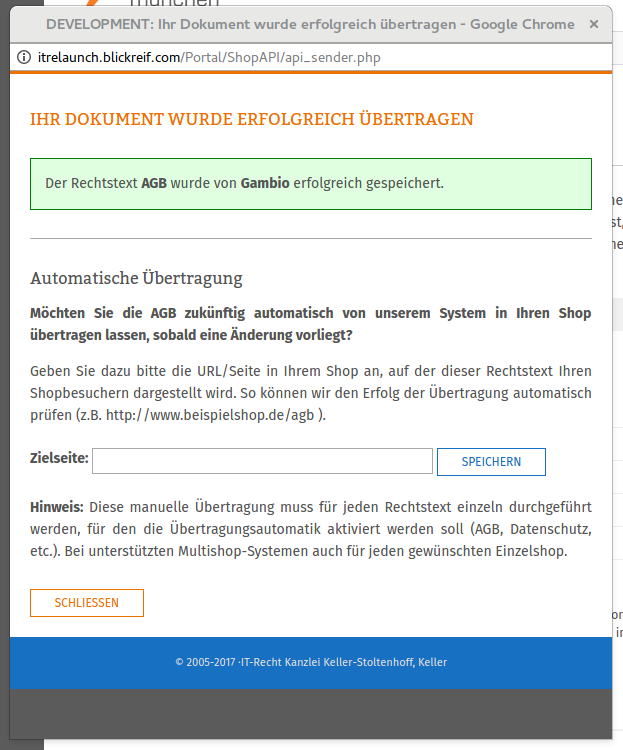 münchen
DEVELOPMENT: Ihr Dokument wurde erfolgreich übertragen - Google Chrome
itrelaunch.blickreif.com/Portal/ShopAPI/api_sender.php
IHR DOKUMENT WURDE ERFOLGREICH ÜBERTRAGEN
Der Rechtstext AGB wurde von Gambio erfolgreich gespeichert.
Automatische Übertragung
Möchten Sie die AGB zukünftig automatisch von unserem System in Ihren Shop
übertragen lassen, sobald eine Änderung vorliegt?
Geben Sie dazu bitte die URL/Seite in Ihrem Shop an, auf der dieser Rechtstext Ihren
Shopbesuchern dargestellt wird. So können wir den Erfolg der Übertragung automatisch
prüfen (z.B. http://www.beispielshop.de/agb ).
Zielseite:
SPEICHERN
Hinweis: Diese manuelle Übertragung muss für jeden Rechtstext einzeln durchgeführt
werden, für den die Übertragungsautomatik aktiviert werden soll (AGB, Datenschutz,
etc.). Bei unterstützten Multishop-Systemen auch für jeden gewünschten Einzelshop.
SCHLIESSEN
© 2005-2017 ·IT-Recht Kanzlei Keller-Stoltenhoff, Keller